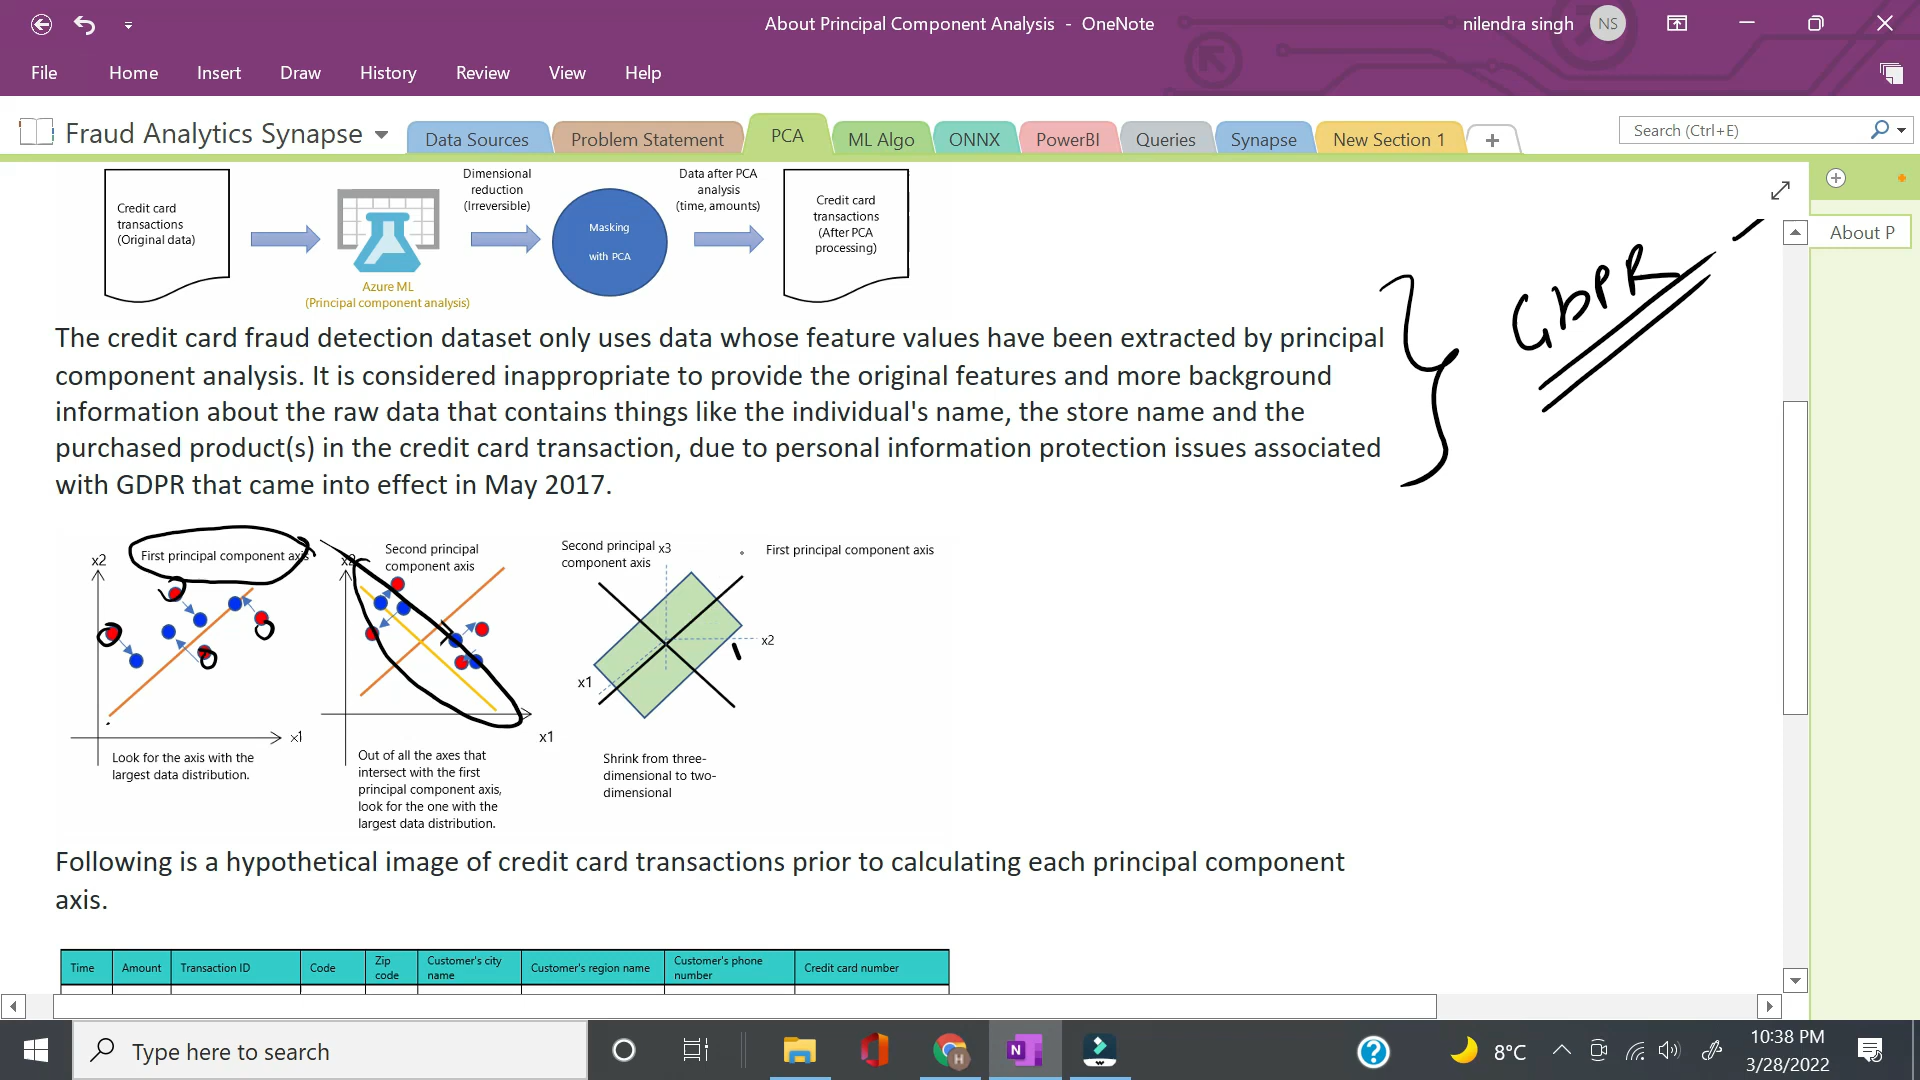 About Principal Component Analysis - OneNote
nilendra singh NS
File Home Insert Draw History Review View Help
Fraud Analytics Synapse
Data Sources Problem Statement PCA ML Algo ONNX PowerBI Queries Synapse New Section 1 +
Search (Ctrl+E)
About P
Credit card
transactions
(Original data)
Azure ML
(Principal component analysis)
Dimensional
reduction
(Irreversible)
Masking
with PCA
Data after PCA
analysis
(time, amounts)
Credit card
transactions
(After PCA
processing)
GDPR
The credit card fraud detection dataset only uses data whose feature values have been extracted by principal
component analysis. It is considered inappropriate to provide the original features and more background
information about the raw data that contains things like the individual's name, the store name and the
purchased product(s) in the credit card transaction, due to personal information protection issues associated
with GDPR that came into effect in May 2017.
x2
First principal component axis
x1
Look for the axis with the
largest data distribution.
x2
Second principal
component axis
x1
Out of all the axes that
intersect with the first
principal component axis,
look for the one with the
largest data distribution.
Second principal
component axis
x3
First principal component axis
x2
x1
Shrink from three-
dimensional to two-
dimensional
Following is a hypothetical image of credit card transactions prior to calculating each principal component
axis.
Time Amount Transaction ID Code Zip code Customer's city name Customer's region name Customer's phone number Credit card number
Type here to search
8°C
10:38 PM
3/28/2022